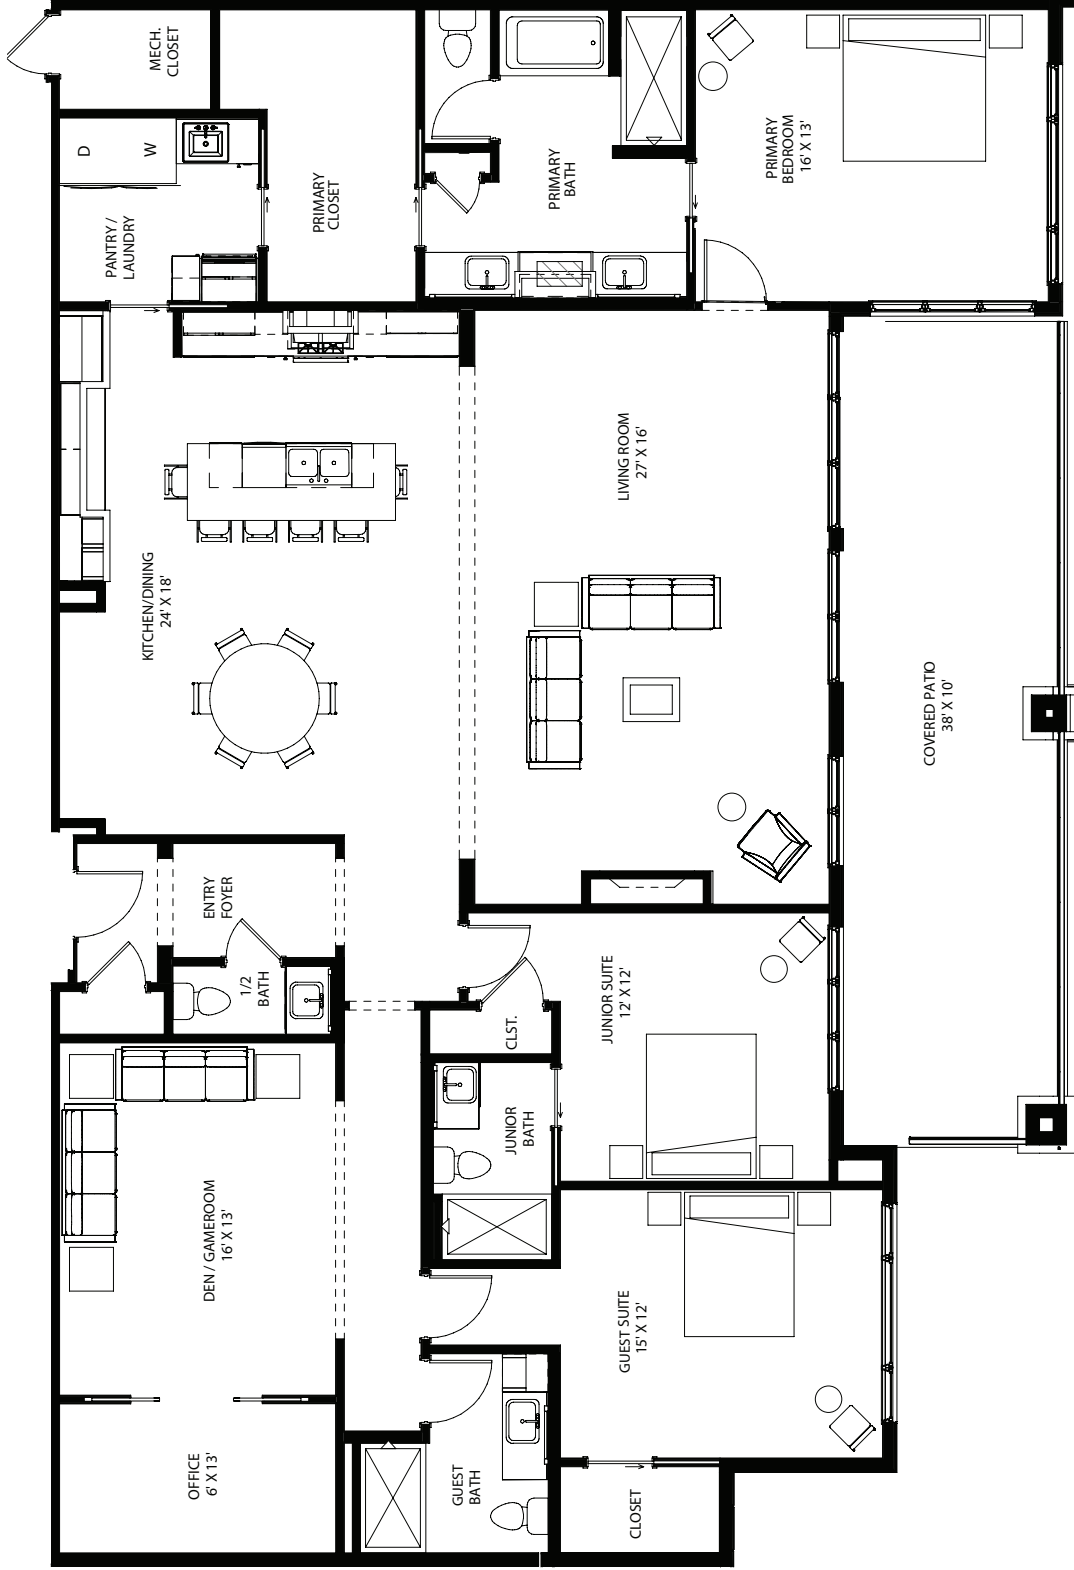 MECH.
CLOSET
D
W
PANTRY /
LAUNDRY
PRIMARY
CLOSET
PRIMARY
BATH
PRIMARY
BEDROOM
16' X 13'
LIVING ROOM
27' X 16'
KITCHEN/DINING
24' X 18'
COVERED PATIO
38' X 10'
ENTRY
FOYER
1/2
BATH
CLST.
JUNIOR SUITE
12' X 12'
JUNIOR
BATH
DEN / GAMEROOM
16' X 13'
GUEST SUITE
15' X 12'
OFFICE
6' X 13'
GUEST
BATH
CLOSET